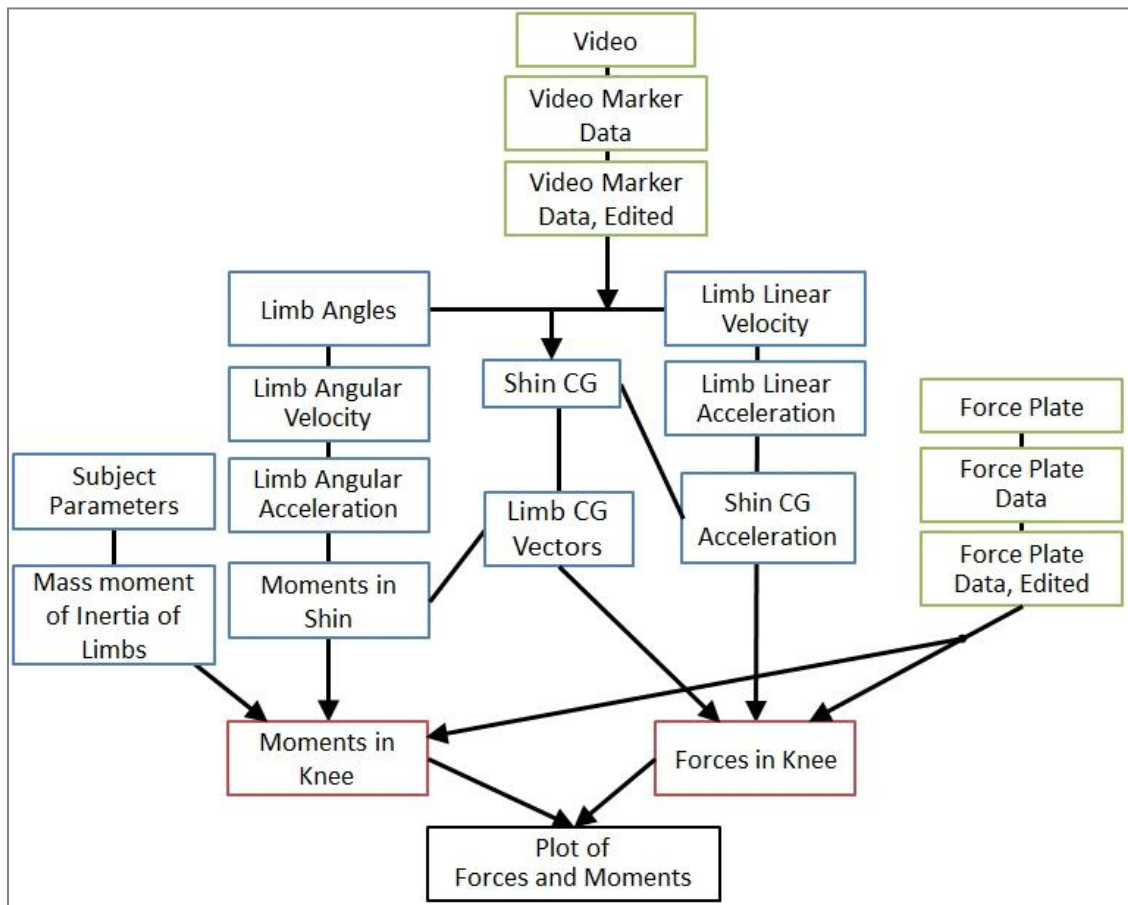 Video
Video Marker
Data
Video Marker
Data, Edited
Limb Angles
Limb Linear
Velocity
Limb Angular
Velocity
Shin CG
Limb Linear
Acceleration
Force Plate
Subject
Parameters
Limb Angular
Acceleration
Limb CG
Vectors
Shin CG
Acceleration
Force Plate
Data
Mass moment
of Inertia of
Limbs
Moments in
Shin
Force Plate
Data, Edited
Moments in
Knee
Forces in Knee
Plot of
Forces and Moments